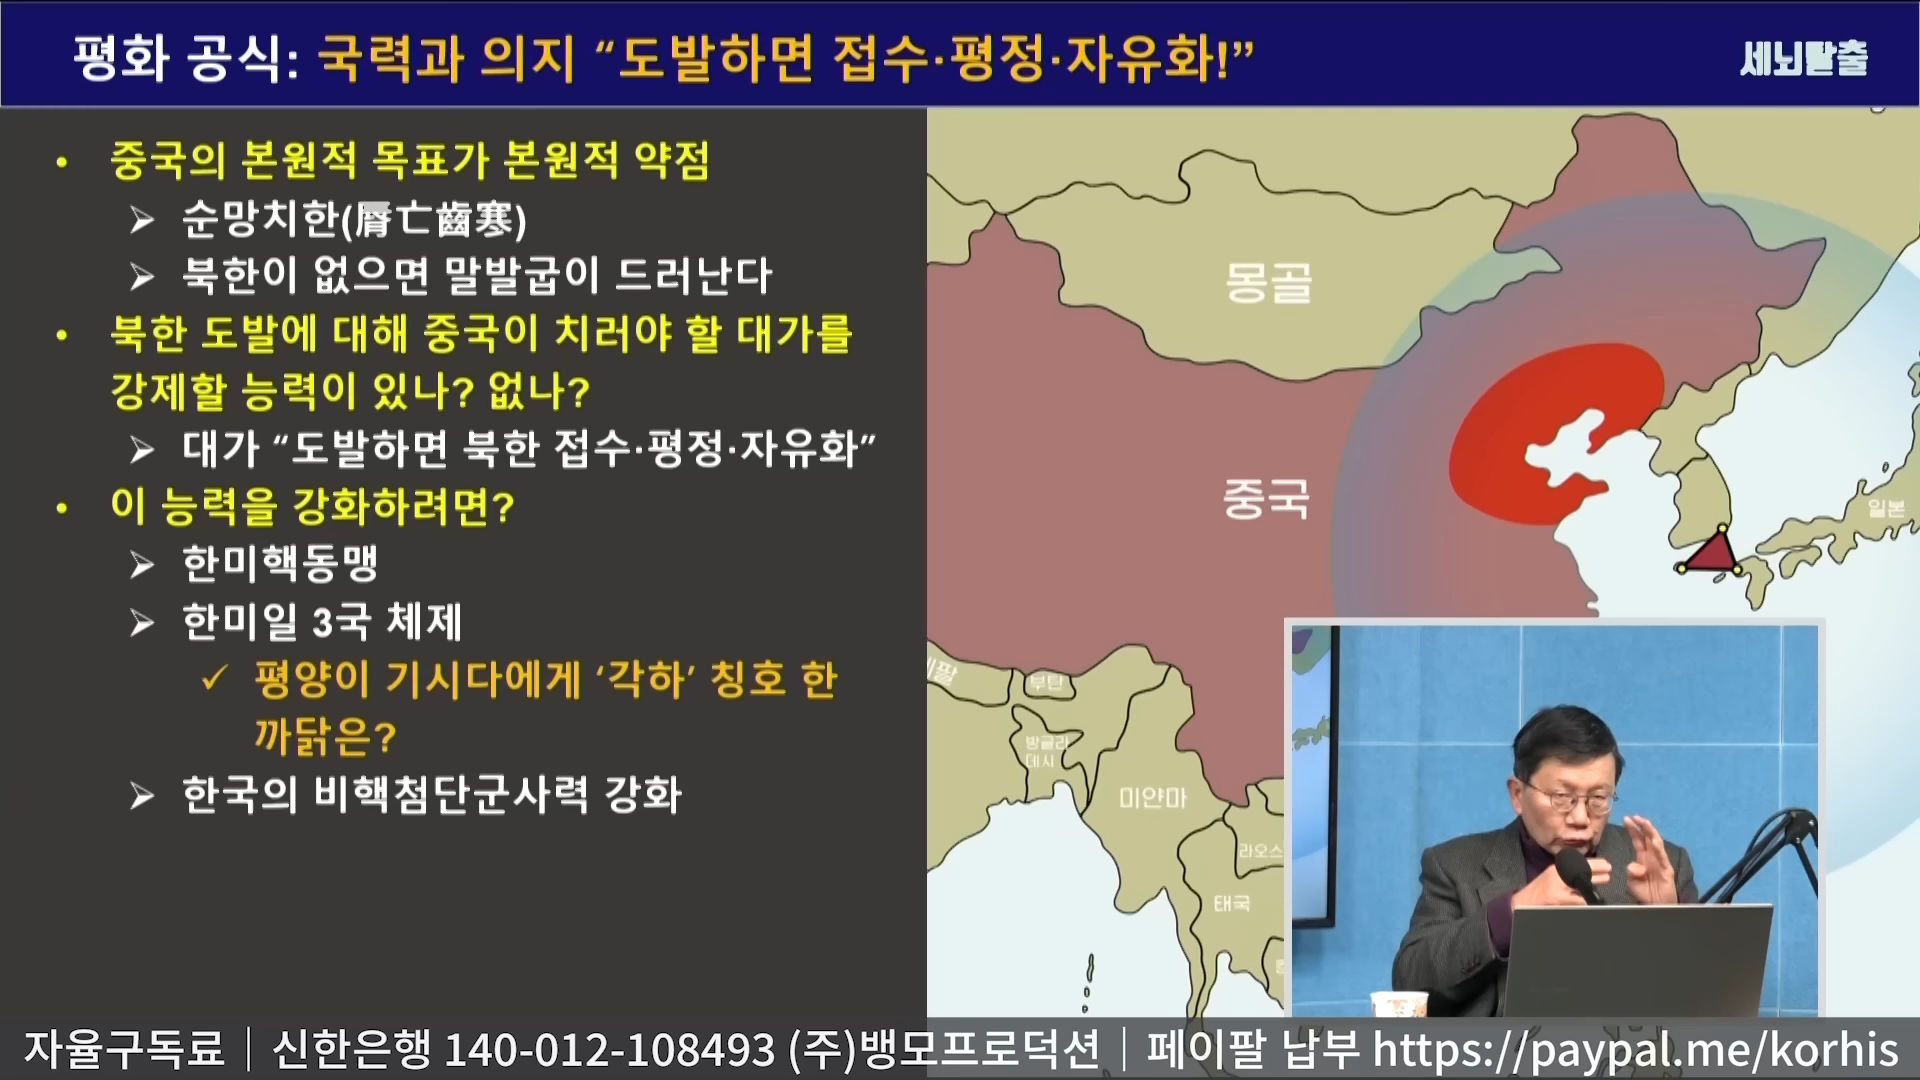 평화 공식: 국력과 의지 “도발하면 접수·평정·자유화!”
세뇌탈출
• 중국의 본원적 목표가 본원적 약점
➢ 순망치한(脣亡齒寒)
➢ 북한이 없으면 말발굽이 드러난다
• 북한 도발에 대해 중국이 치러야 할 대가를
강제할 능력이 있나? 없나?
➢ 대가 “도발하면 북한 접수·평정·자유화”
• 이 능력을 강화하려면?
➢ 한미핵동맹
➢ 한미일 3국 체제
✓ 평양이 기시다에게 ‘각하’ 칭호 한
까닭은?
➢ 한국의 비핵첨단군사력 강화
몽골
중국
일본
부탄
방글라
데시
미얀마
라오스
태국
자율구독료｜신한은행 140-012-108493 (주)뱅모프로덕션｜페이팔 납부 https://paypal.me/korhis